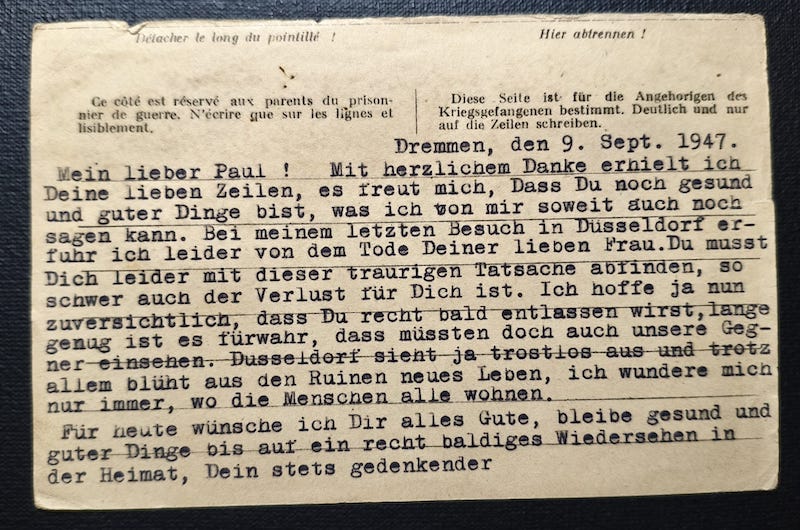 Détacher le long du pointillé !
Hier abtrennen !
Ce côté est réservé aux parents du prison-
nier de guerre. N'écrire que sur les lignes et
lisiblement.
Diese Seite ist für die Angehörigen des
Kriegsgefangenen bestimmt. Deutlich und nur
auf die Zeilen schreiben.
Dremmen, den 9. Sept. 1947.
Mein lieber Paul ! Mit herzlichem Danke erhielt ich
Deine lieben Zeilen, es freut mich, Dass Du noch gesund
und guter Dinge bist, was ich von mir soweit auch noch
sagen kann. Bei meinem letzten Besuch in Düsseldorf er-
fuhr ich leider von dem Tode Deiner lieben Frau.Du musst
Dich leider mit dieser traurigen Tatsache abfinden, so
schwer auch der Verlust für Dich ist. Ich hoffe ja nun
zuversichtlich, dass Du recht bald entlassen wirst,lange
genug ist es fürwahr, dass müssten doch auch unsere Geg-
ner einsehen. Dusseldorf sieht ja trostlos aus und trotz
allem blüht aus den Ruinen neues Leben, ich wundere mich
nur immer, wo die Menschen alle wohnen.
Für heute wünsche ich Dir alles Gute, bleibe gesund und
guter Dinge bis auf ein recht baldiges Wiedersehen in
der Heimat, Dein stets gedenkender